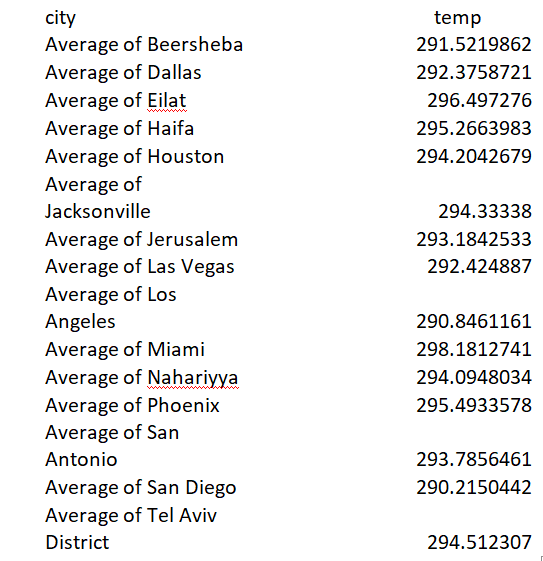 city temp
Average of Beersheba 291.5219862
Average of Dallas 292.3758721
Average of Eilat 296.497276
Average of Haifa 295.2663983
Average of Houston 294.2042679
Average of
Jacksonville 294.33338
Average of Jerusalem 293.1842533
Average of Las Vegas 292.424887
Average of Los
Angeles 290.8461161
Average of Miami 298.1812741
Average of Nahariyya 294.0948034
Average of Phoenix 295.4933578
Average of San
Antonio 293.7856461
Average of San Diego 290.2150442
Average of Tel Aviv
District 294.512307